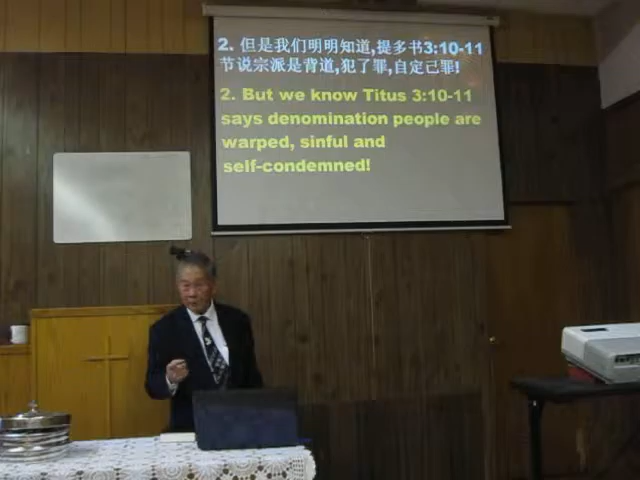 2. 但是我们明明知道,提多书3:10-11
节说宗派是背道,犯了罪,自定己罪!
2. But we know Titus 3:10-11
says denomination people are
warped, sinful and
self-condemned!